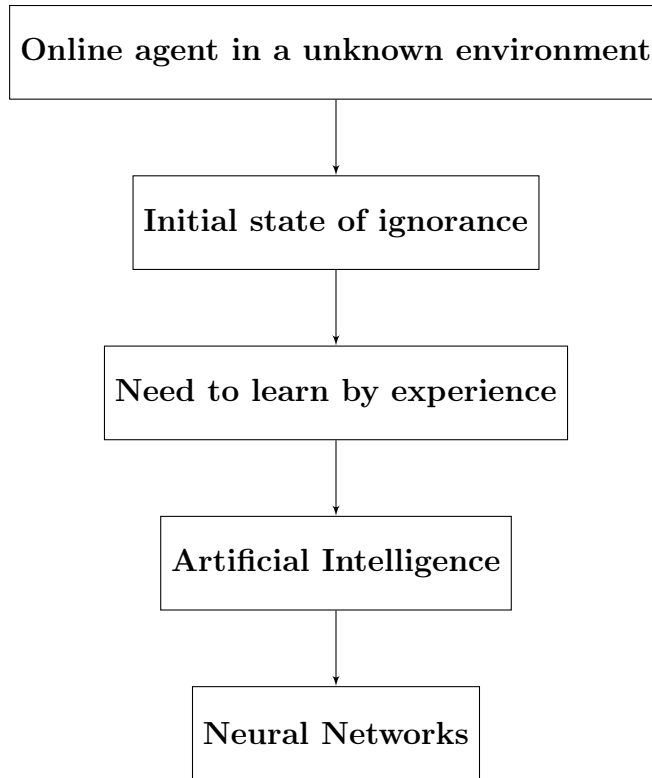 Online agent in a unknown environment
Initial state of ignorance
Need to learn by experience
Artificial Intelligence
Neural Networks